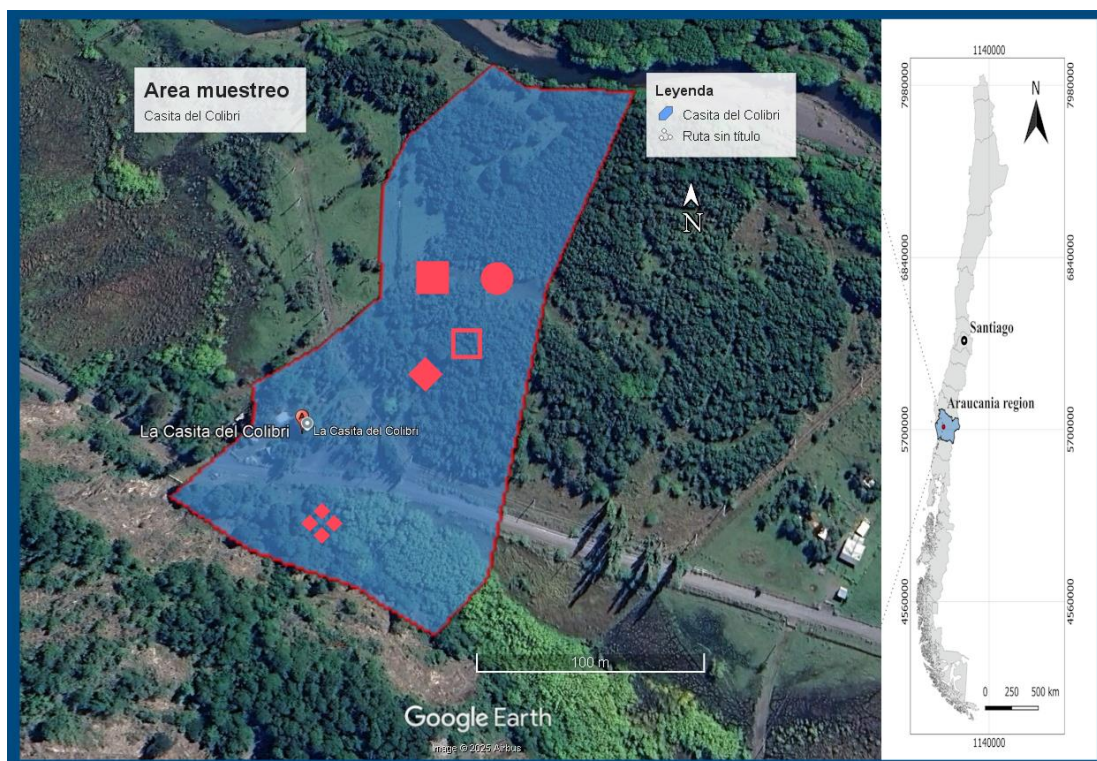 Area muestreo
Casita del Colibri
Leyenda
Casita del Colibri
Ruta sin título
N
La Casita del Colibri
La Casita del Colibri
100 m
Google Earth
Image © 2025 Airbus
1140000
7980000
7980000
N
6840000
6840000
Santiago
Araucania region
5700000
5700000
4560000
4560000
0 250 500 km
1140000